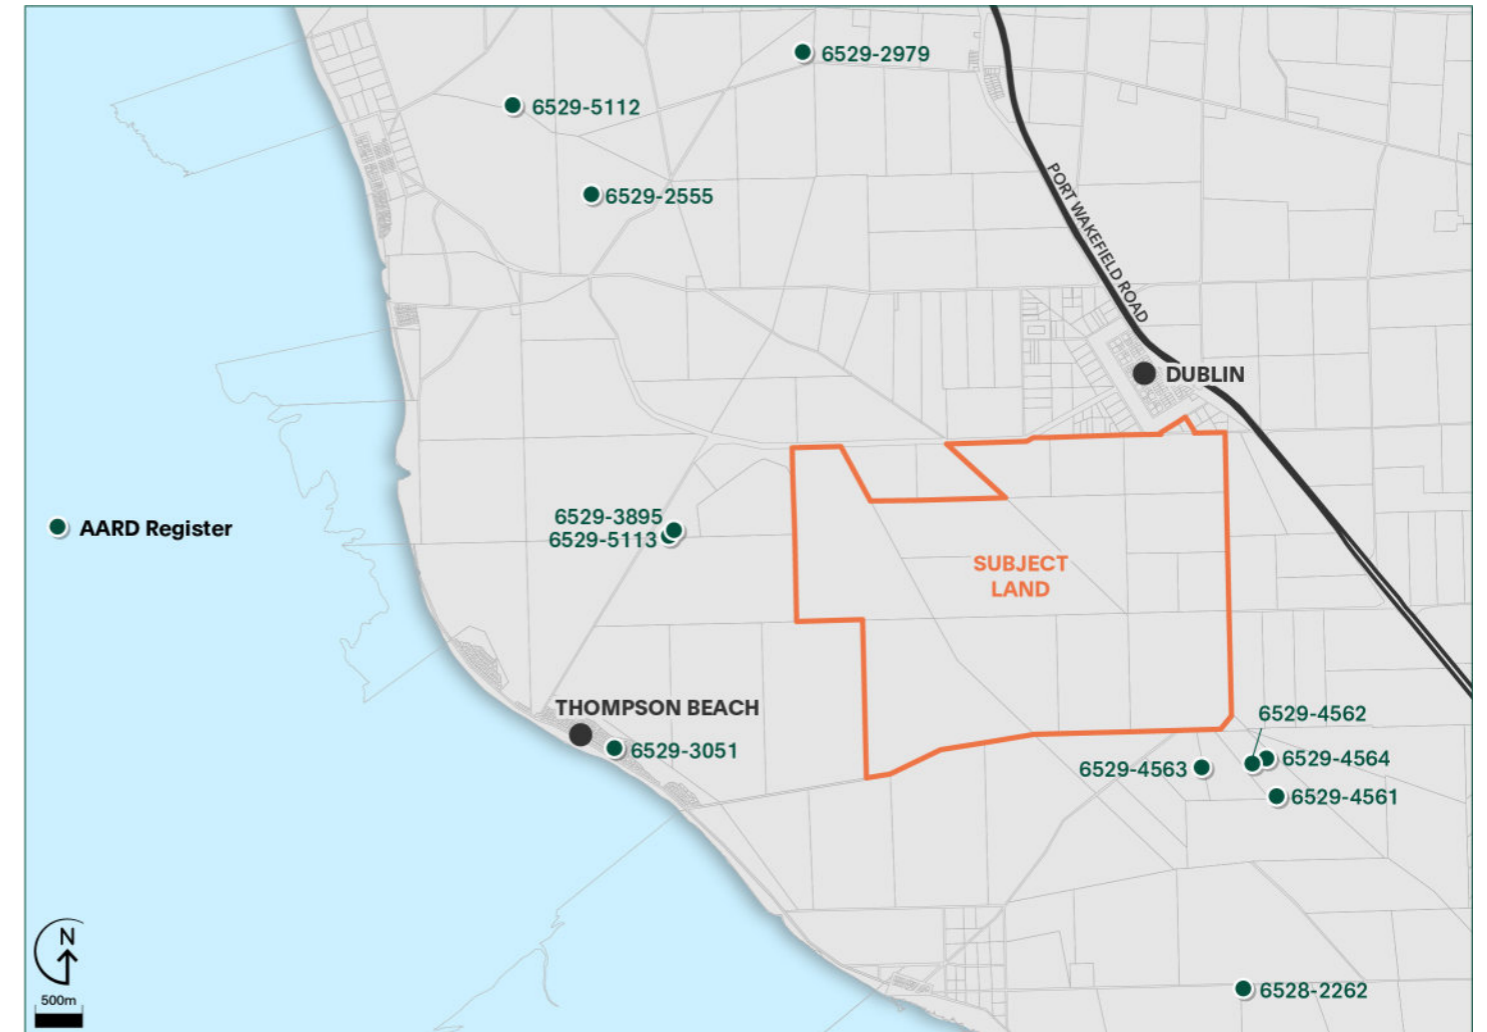 6529-2979
6529-5112
6529-2555
PORT WAKEFIELD ROAD
DUBLIN
6529-3895
AARD Register
6529-5113
SUBJECT
LAND
THOMPSON BEACH
6529-4562
6529-3051
6529-4564
6529-4563
6529-4561
N
6528-2262
500m